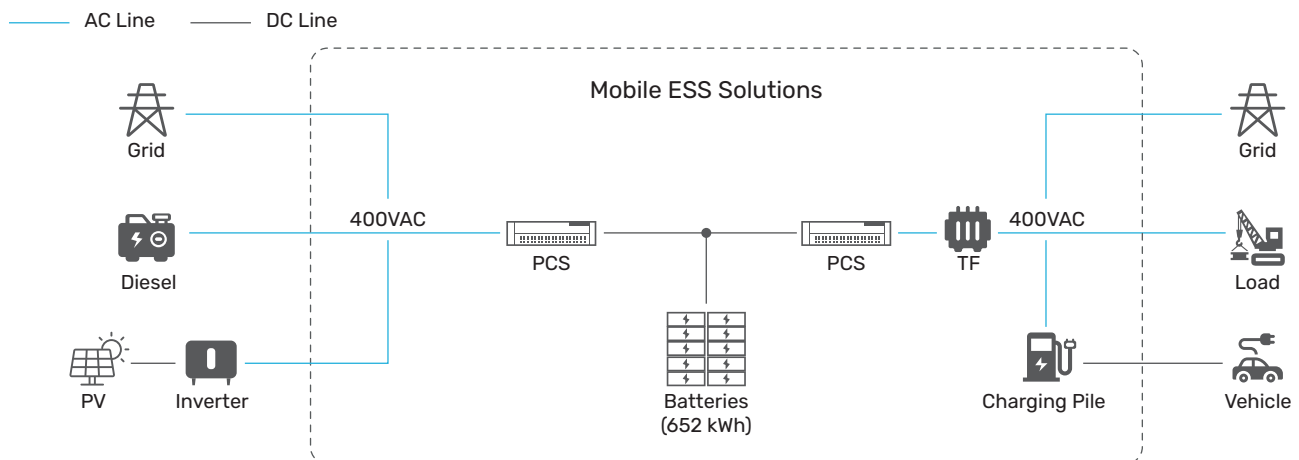 AC Line
DC Line
Mobile ESS Solutions
Grid
Grid
400VAC
400VAC
PCS
PCS
TF
Diesel
Load
PV
Inverter
Batteries
(652 kWh)
Charging Pile
Vehicle